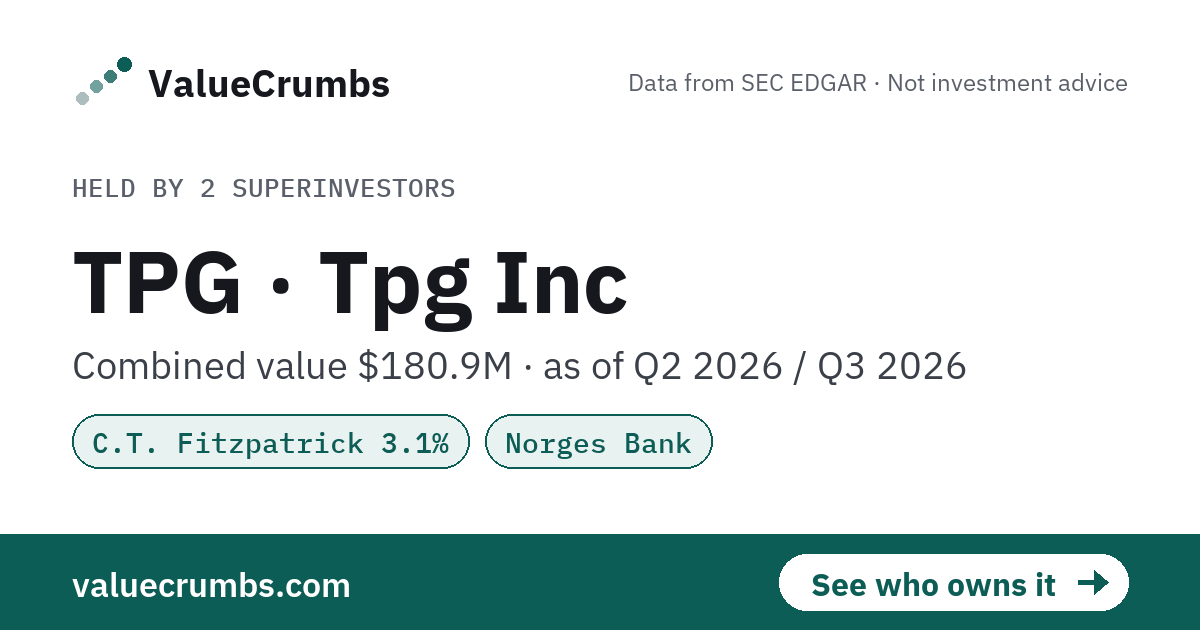 ValueCrumbs
Data from SEC EDGAR · Not investment advice
HELD BY 2 SUPERINVESTORS
TPG · Tpg Inc
Combined value $180.9M · as of Q2 2026 / Q3 2026
C.T. Fitzpatrick 3.1%
Norges Bank
valuecrumbs.com
See who owns it →